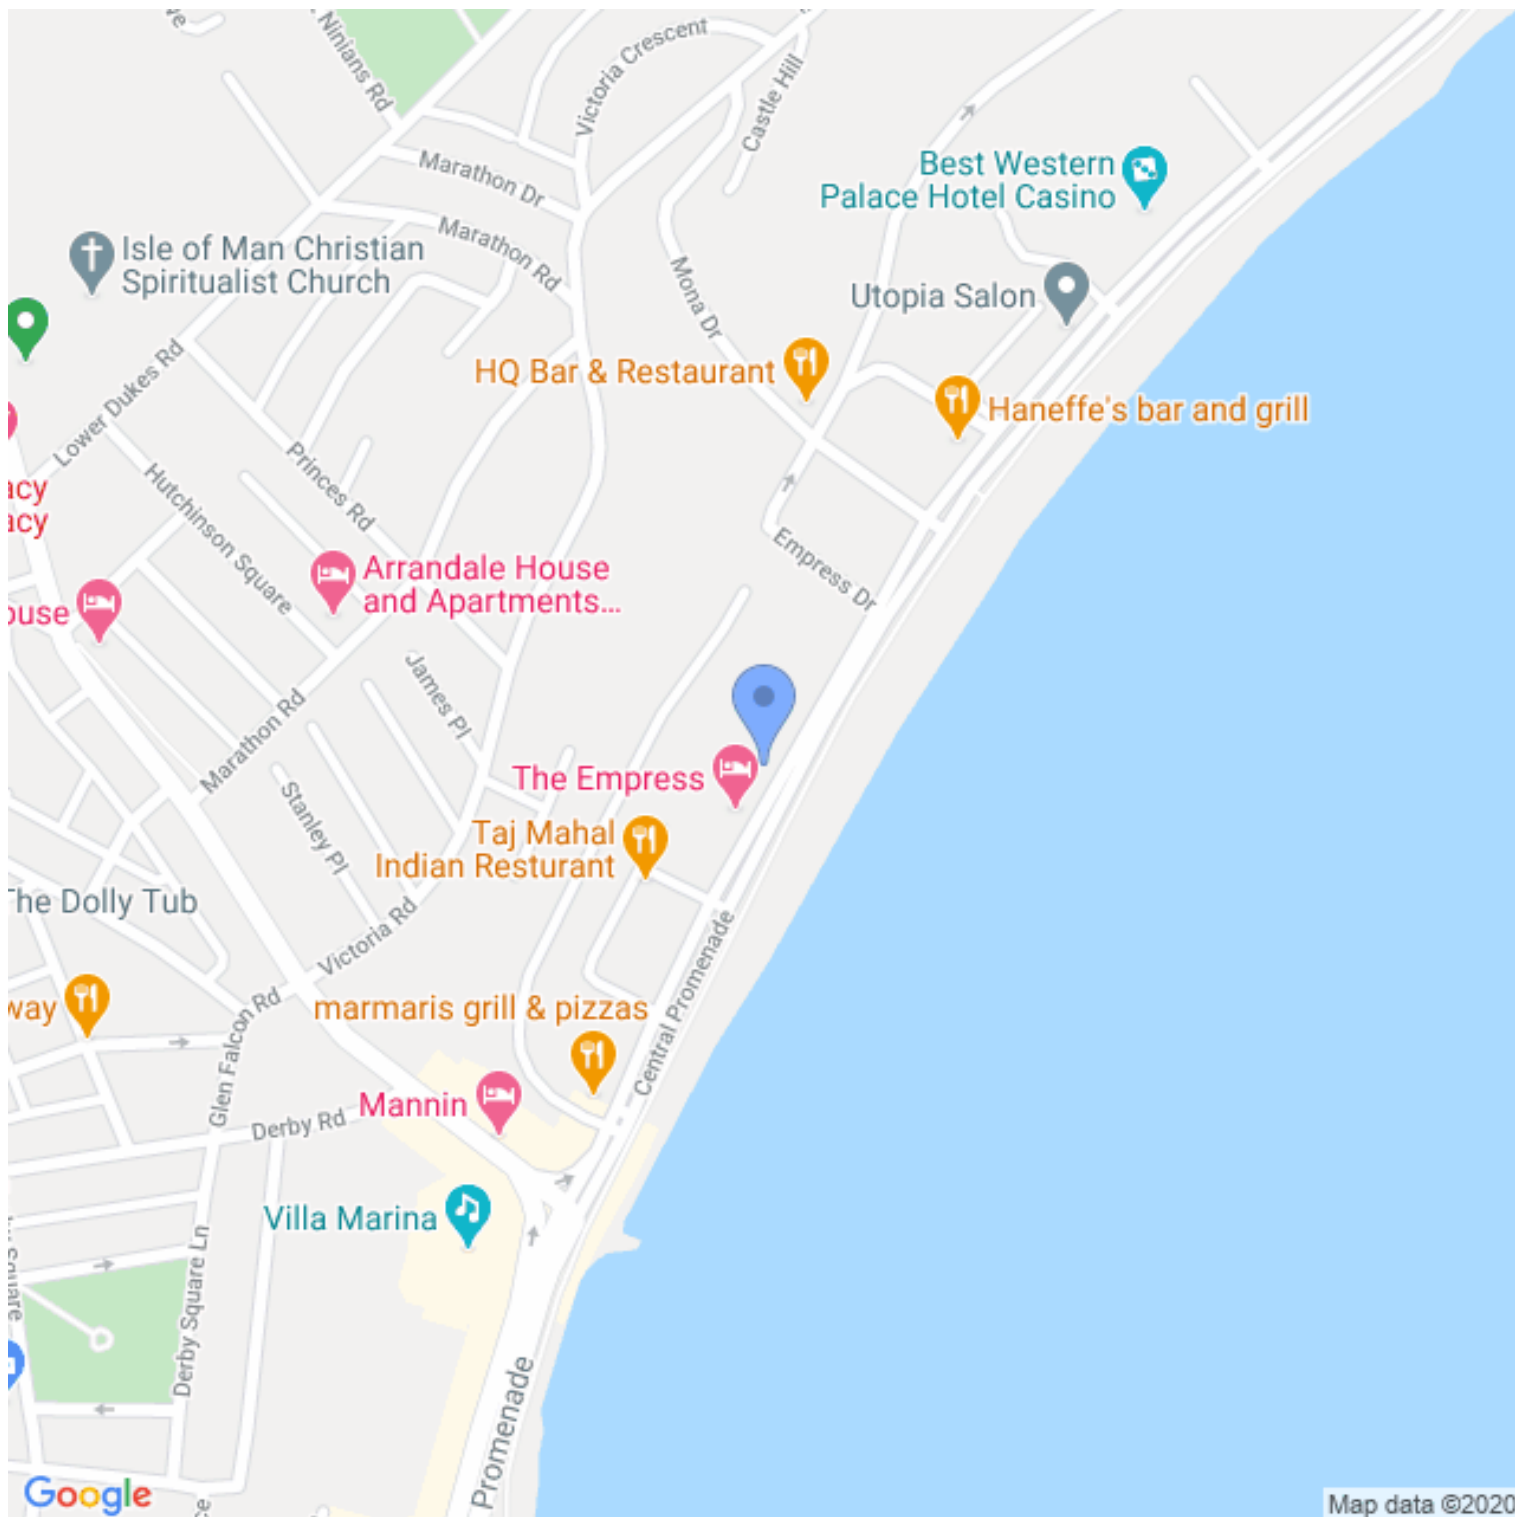 Ninians Rd
Victoria Crescent
Castle Hill
Marathon Dr
Best Western
Palace Hotel Casino
Marathon Rd
Isle of Man Christian
Spiritualist Church
Mona Dr
Utopia Salon
Lower Dukes Rd
HQ Bar & Restaurant
Haneffe's bar and grill
Princes Rd
Hutchinson Square
acy
acy
Empress Dr
Arrandale House
and Apartments...
ouse
James Pl
Marathon Rd
The Empress
Stanley Pl
Taj Mahal
Indian Resturant
The Dolly Tub
Victoria Rd
Central Promenade
way
marmaris grill & pizzas
Glen Falcon Rd
Mannin
Derby Rd
Villa Marina
Square
Derby Square Ln
Promenade
Google
ce
Map data ©2020